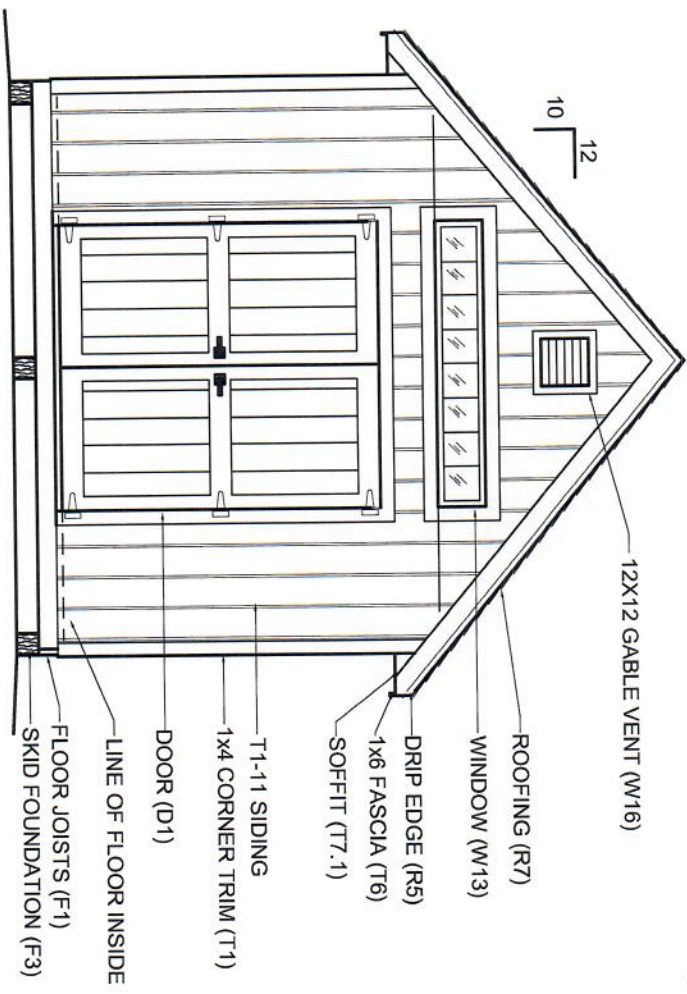 12
10
12X12 GABLE VENT (W16)
ROOFING (R7)
WINDOW (W13)
DRIP EDGE (R5)
1x6 FASCIA (T6)
SOFFIT (T7.1)
T1-11 SIDING
1x4 CORNER TRIM (T1)
DOOR (D1)
LINE OF FLOOR INSIDE
FLOOR JOISTS (F1)
SKID FOUNDATION (F3)